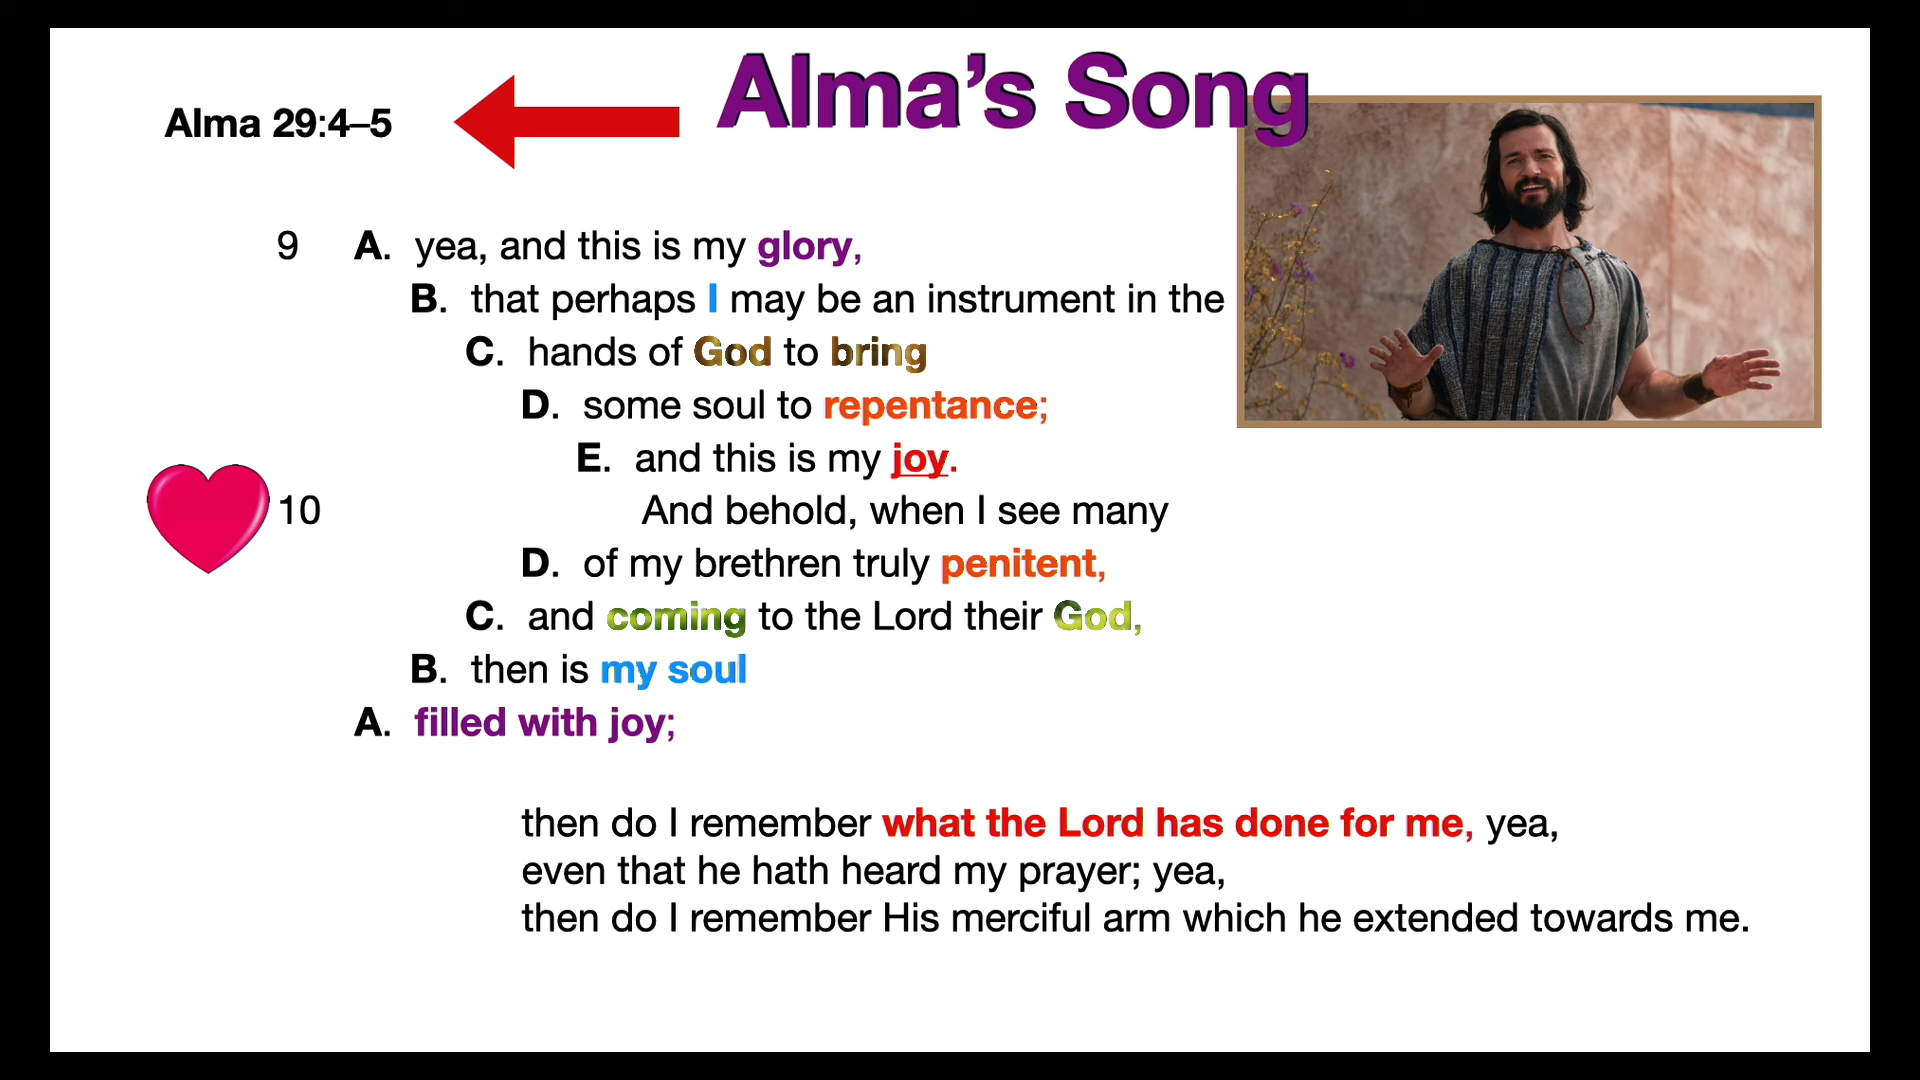 Alma’s Song
Alma 29:4–5
9 A. yea, and this is my glory,
B. that perhaps I may be an instrument in the
C. hands of God to bring
D. some soul to repentance;
E. and this is my joy.
10 And behold, when I see many
D. of my brethren truly penitent,
C. and coming to the Lord their God,
B. then is my soul
A. filled with joy;
then do I remember what the Lord has done for me, yea,
even that he hath heard my prayer; yea,
then do I remember His merciful arm which he extended towards me.